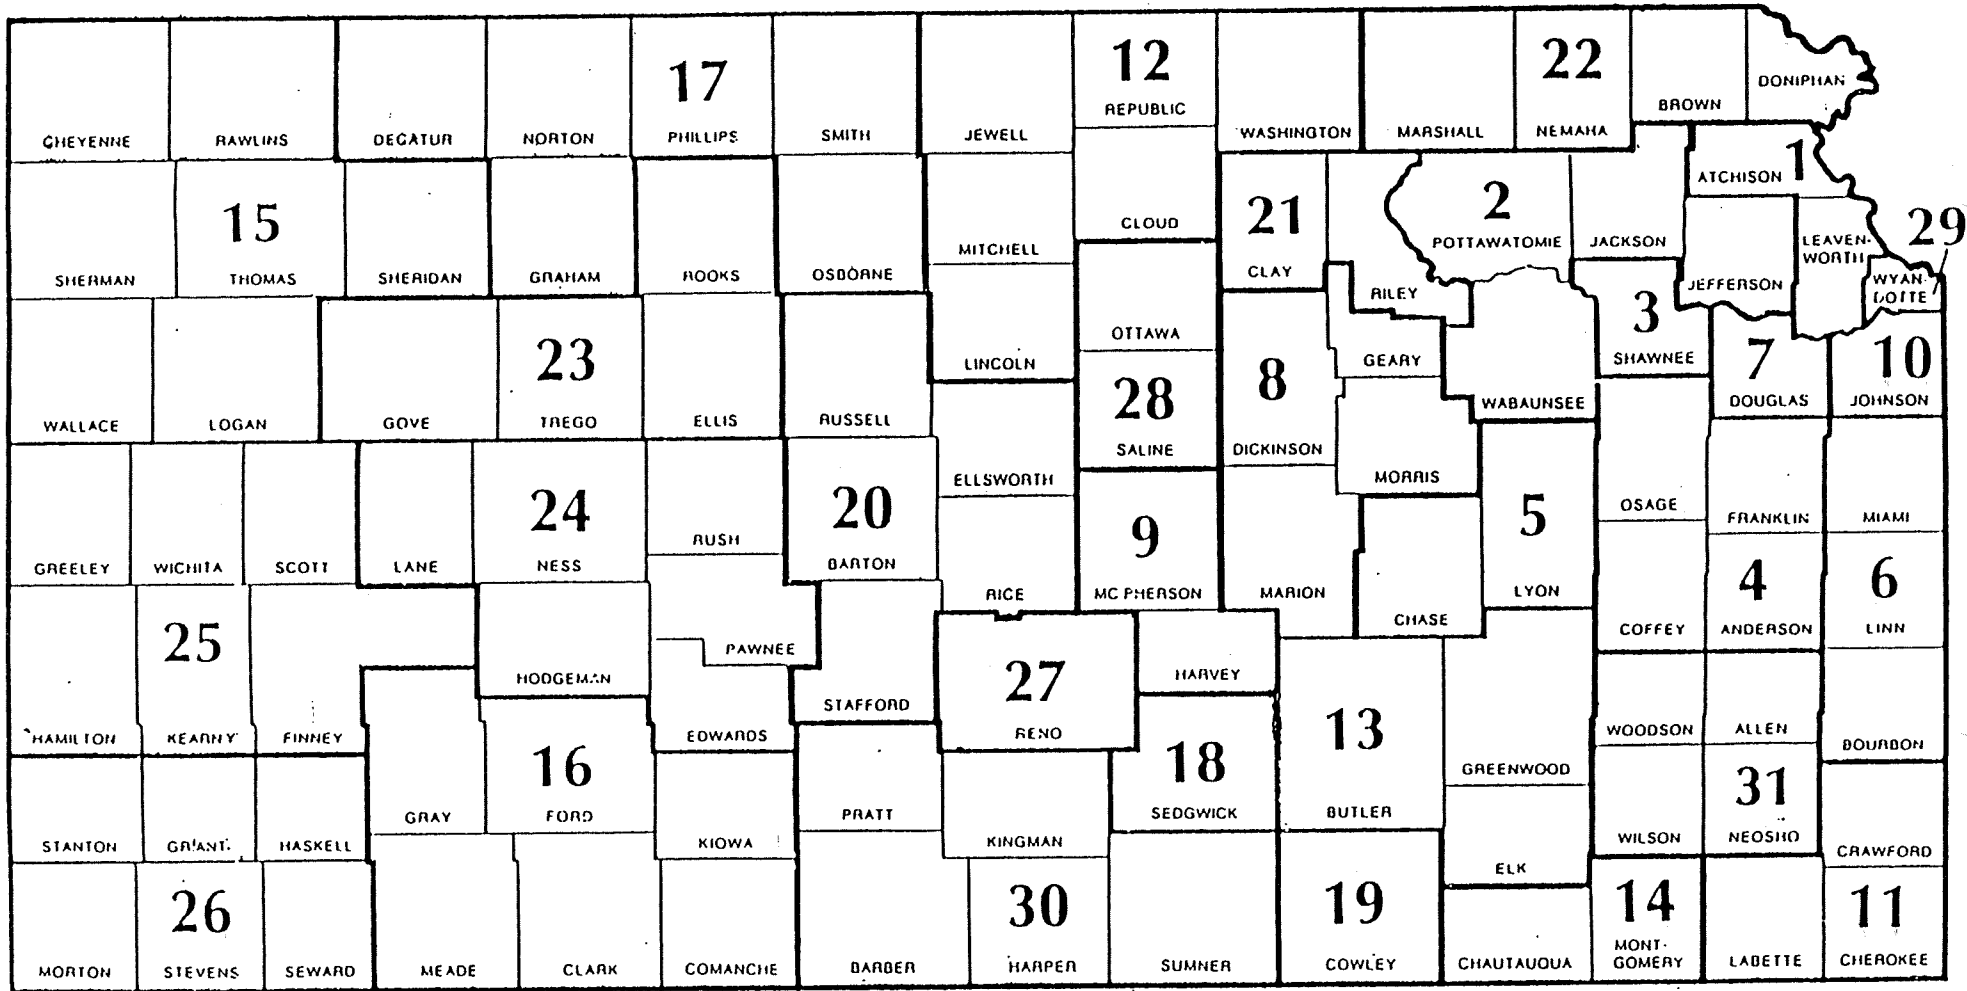 12
22
17
REPUBLIC
DONIPHAN
BROWN
CHEYENNE
RAWLINS
DECATUR
NORTON
PHILLIPS
SMITH
JEWELL
WASHINGTON
MARSHALL
NEMAHA
1
ATCHISON
15
21
2
29
CLOUD
MITCHELL
POTTAWATOMIE
JACKSON
LEAVEN-
WORTH
SHERMAN
THOMAS
SHERIDAN
GRAHAM
ROOKS
OSBORNE
CLAY
RILEY
JEFFERSON
WYAN-
DOTTE
3
23
OTTAWA
LINCOLN
GEARY
SHAWNEE
7
10
28
8
WALLACE
LOGAN
GOVE
TREGO
ELLIS
RUSSELL
WABAUNSEE
DOUGLAS
JOHNSON
SALINE
DICKINSON
ELLSWORTH
MORRIS
24
20
9
5
OSAGE
FRANKLIN
MIAMI
RUSH
GREELEY
WICHITA
SCOTT
LANE
NESS
BARTON
RICE
MC PHERSON
MARION
LYON
4
6
CHASE
COFFEY
ANDERSON
LINN
25
PAWNEE
HODGEMAN
27
HARVEY
STAFFORD
HAMILTON
KEARNY
FINNEY
EDWARDS
RENO
13
WOODSON
ALLEN
BOURBON
16
18
GREENWOOD
31
GRAY
FORD
PRATT
SEDGWICK
BUTLER
STANTON
GRANT
HASKELL
KIOWA
KINGMAN
WILSON
NEOSHO
CRAWFORD
ELK
26
30
19
14
11
MORTON
STEVENS
SEWARD
MEADE
CLARK
COMANCHE
BARBER
HARPER
SUMNER
COWLEY
CHAUTAUQUA
MONT-
GOMERY
LABETTE
CHEROKEE